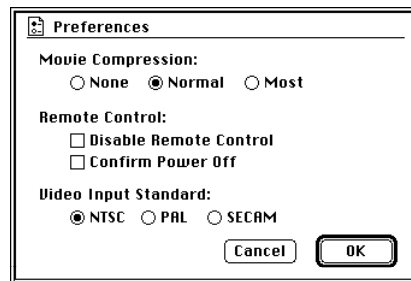 Preferences
Movie Compression:
None Normal Most
Remote Control:
Disable Remote Control
Confirm Power Off
Video Input Standard:
NTSC PAL SECAM
Cancel OK